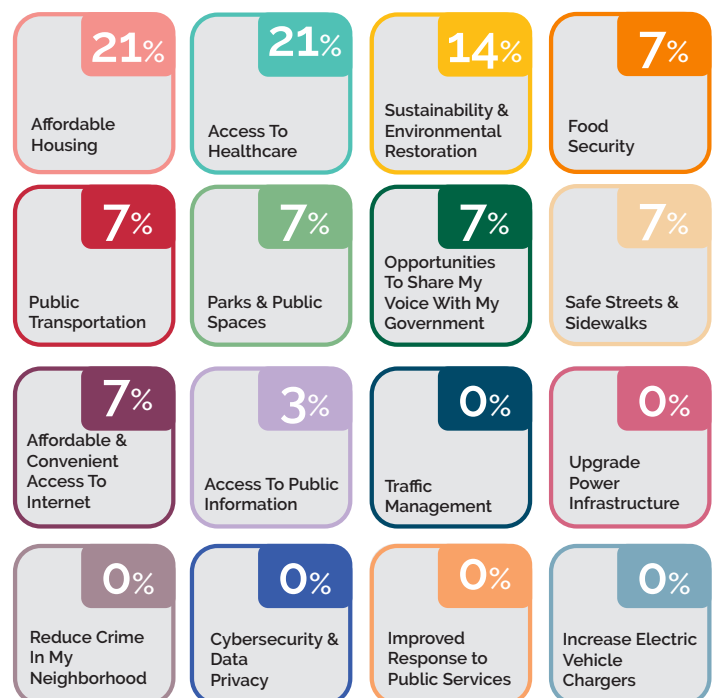 21%
Affordable
Housing
21%
Access To
Healthcare
14%
Sustainability &
Environmental
Restoration
7%
Food
Security
7%
Public
Transportation
7%
Parks & Public
Spaces
7%
Opportunities
To Share My
Voice With My
Government
7%
Safe Streets &
Sidewalks
7%
Affordable &
Convenient
Access To
Internet
3%
Access To Public
Information
0%
Traffic
Management
0%
Upgrade
Power
Infrastructure
0%
Reduce Crime
In My
Neighborhood
0%
Cybersecurity &
Data
Privacy
0%
Improved
Response to
Public Services
0%
Increase Electric
Vehicle
Chargers